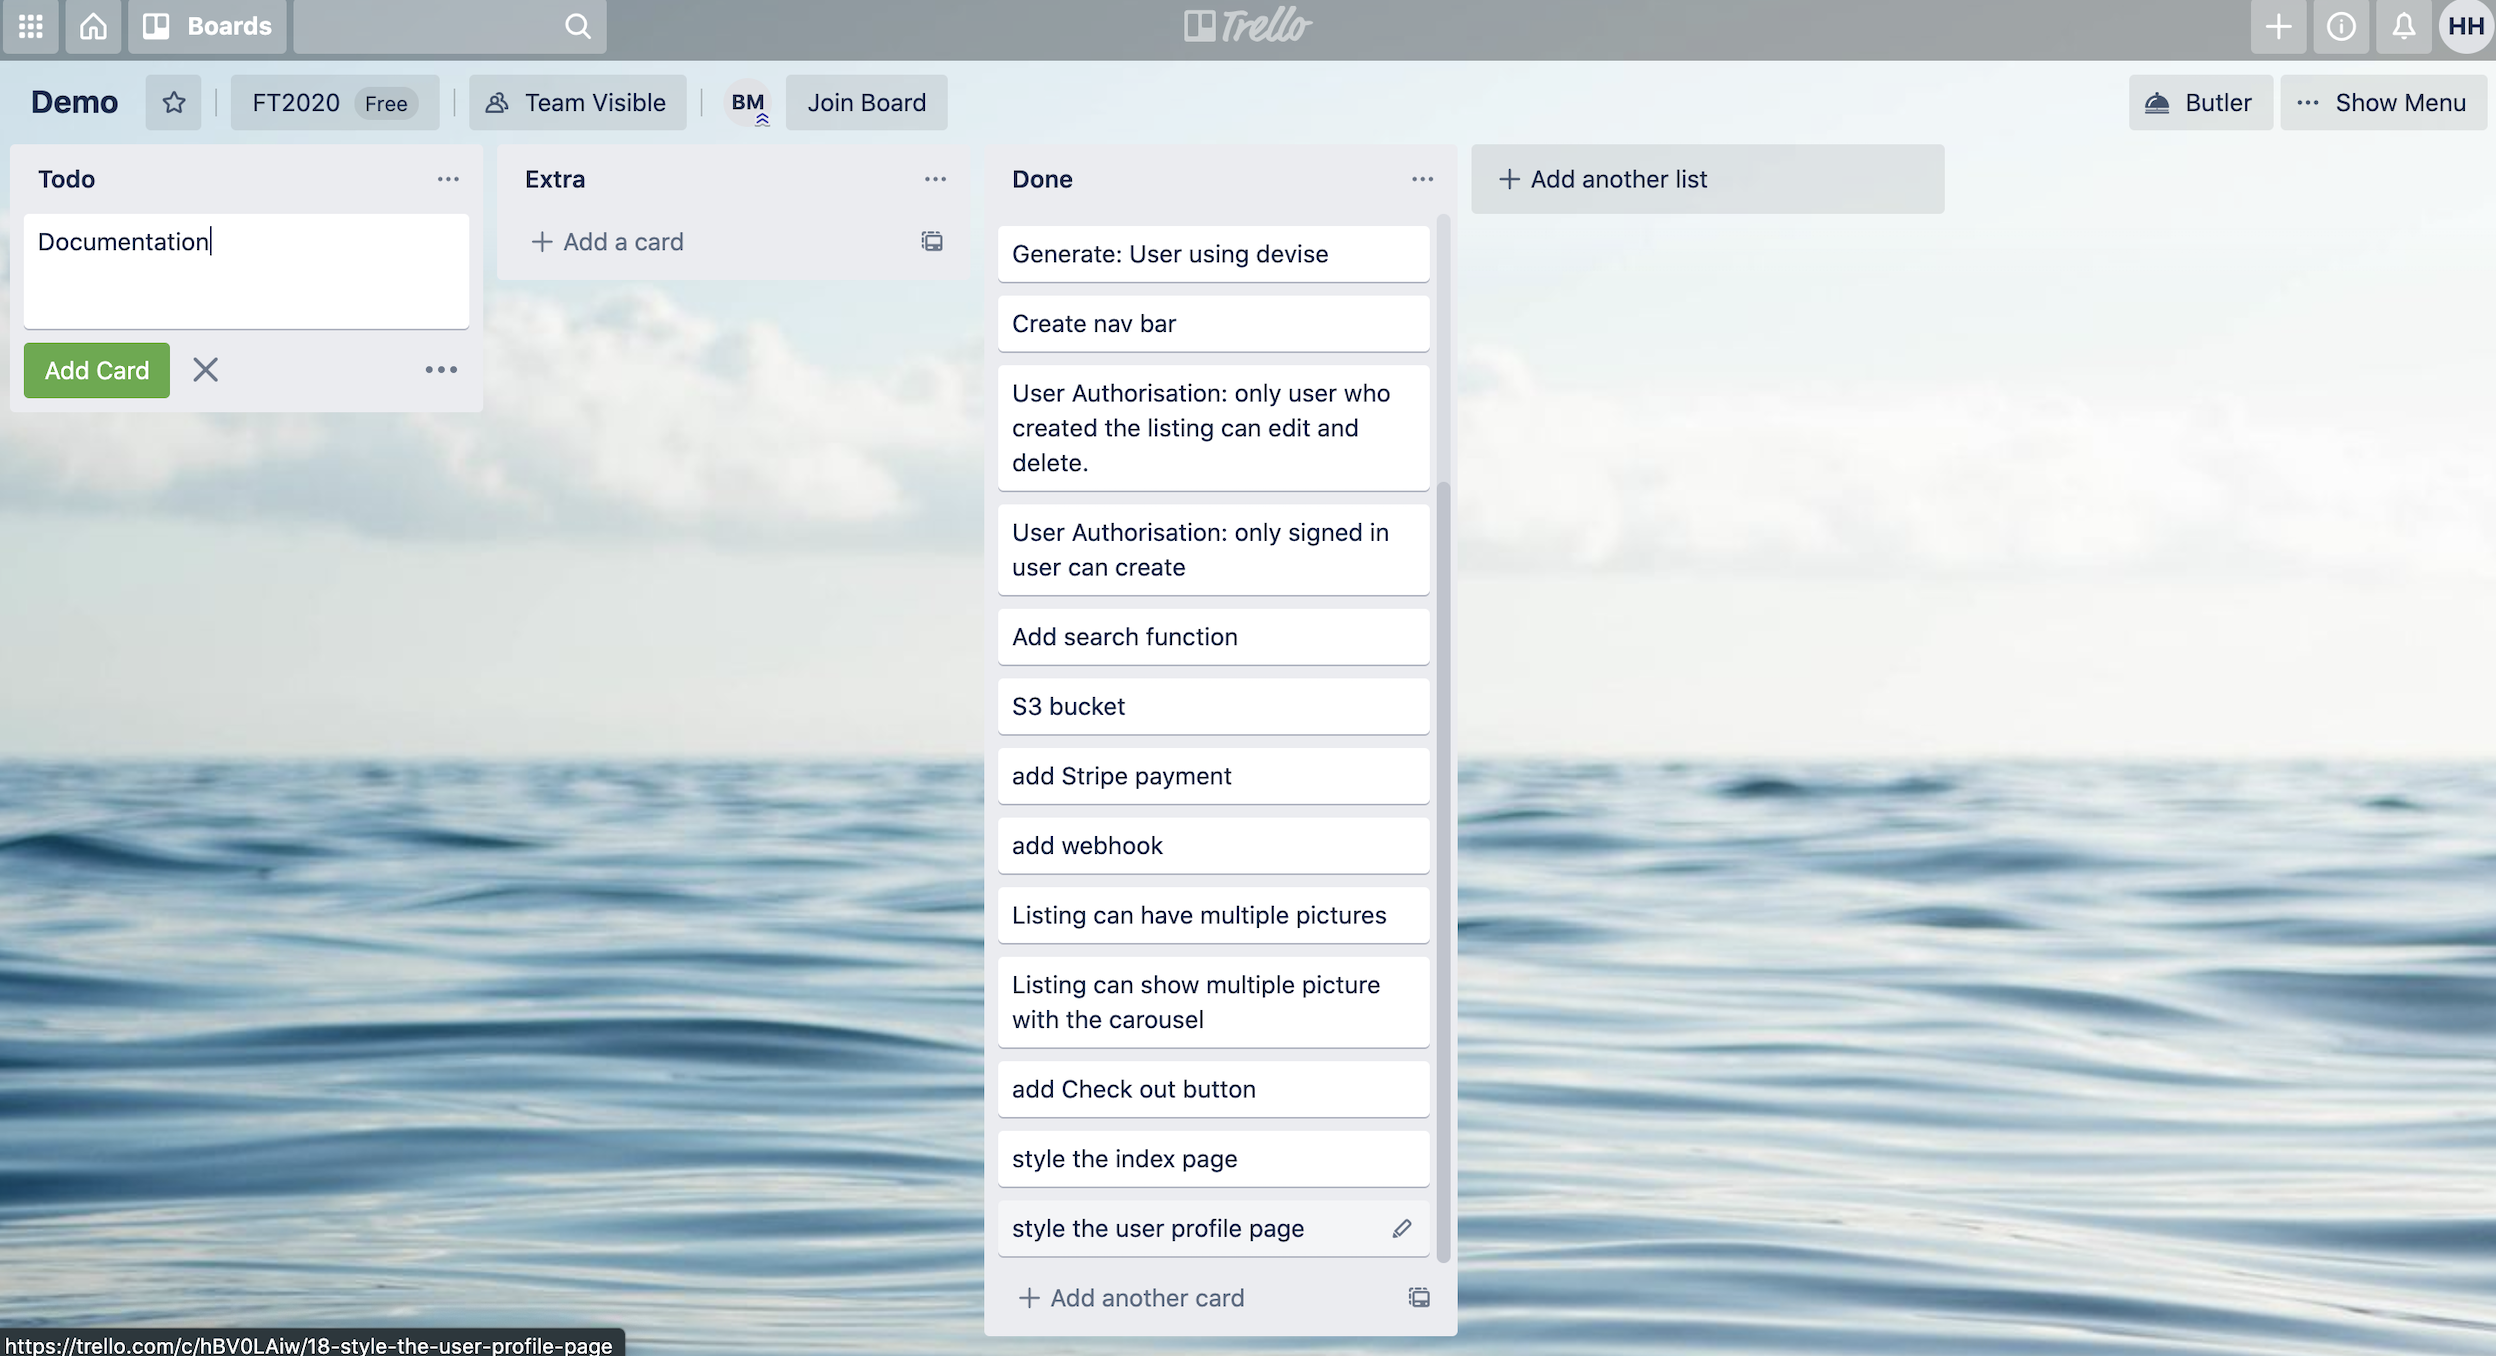 Boards
Trello
HH
Demo
FT2020 Free
Team Visible
BM
Join Board
Butler
Show Menu
Todo
Documentation
Add Card
Extra
Add a card
Done
Generate: User using devise
Create nav bar
User Authorisation: only user who
created the listing can edit and
delete.
User Authorisation: only signed in
user can create
Add search function
S3 bucket
add Stripe payment
add webhook
Listing can have multiple pictures
Listing can show multiple picture
with the carousel
add Check out button
style the index page
style the user profile page
Add another card
Add another list
https://trello.com/c/hBV0LAiw/18-style-the-user-profile-page